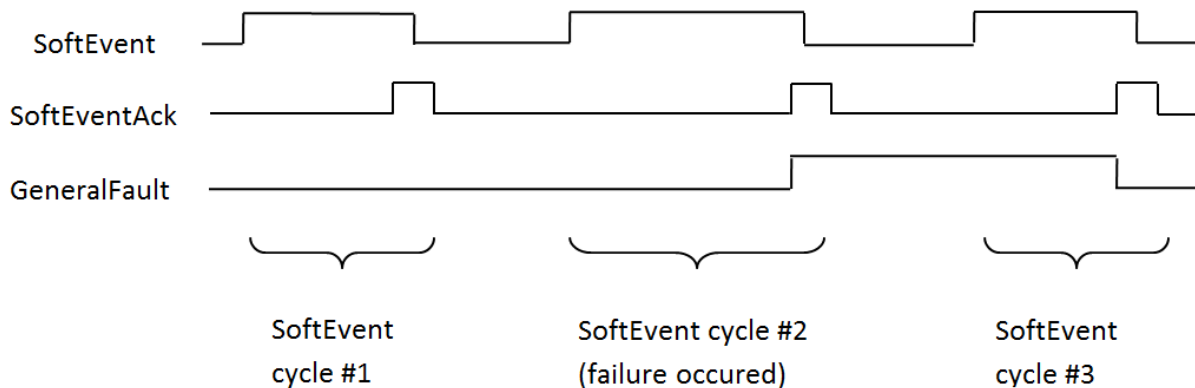 SoftEvent
SoftEventAck
GeneralFault
SoftEvent
cycle #1
SoftEvent cycle #2
(failure occured)
SoftEvent
cycle #3